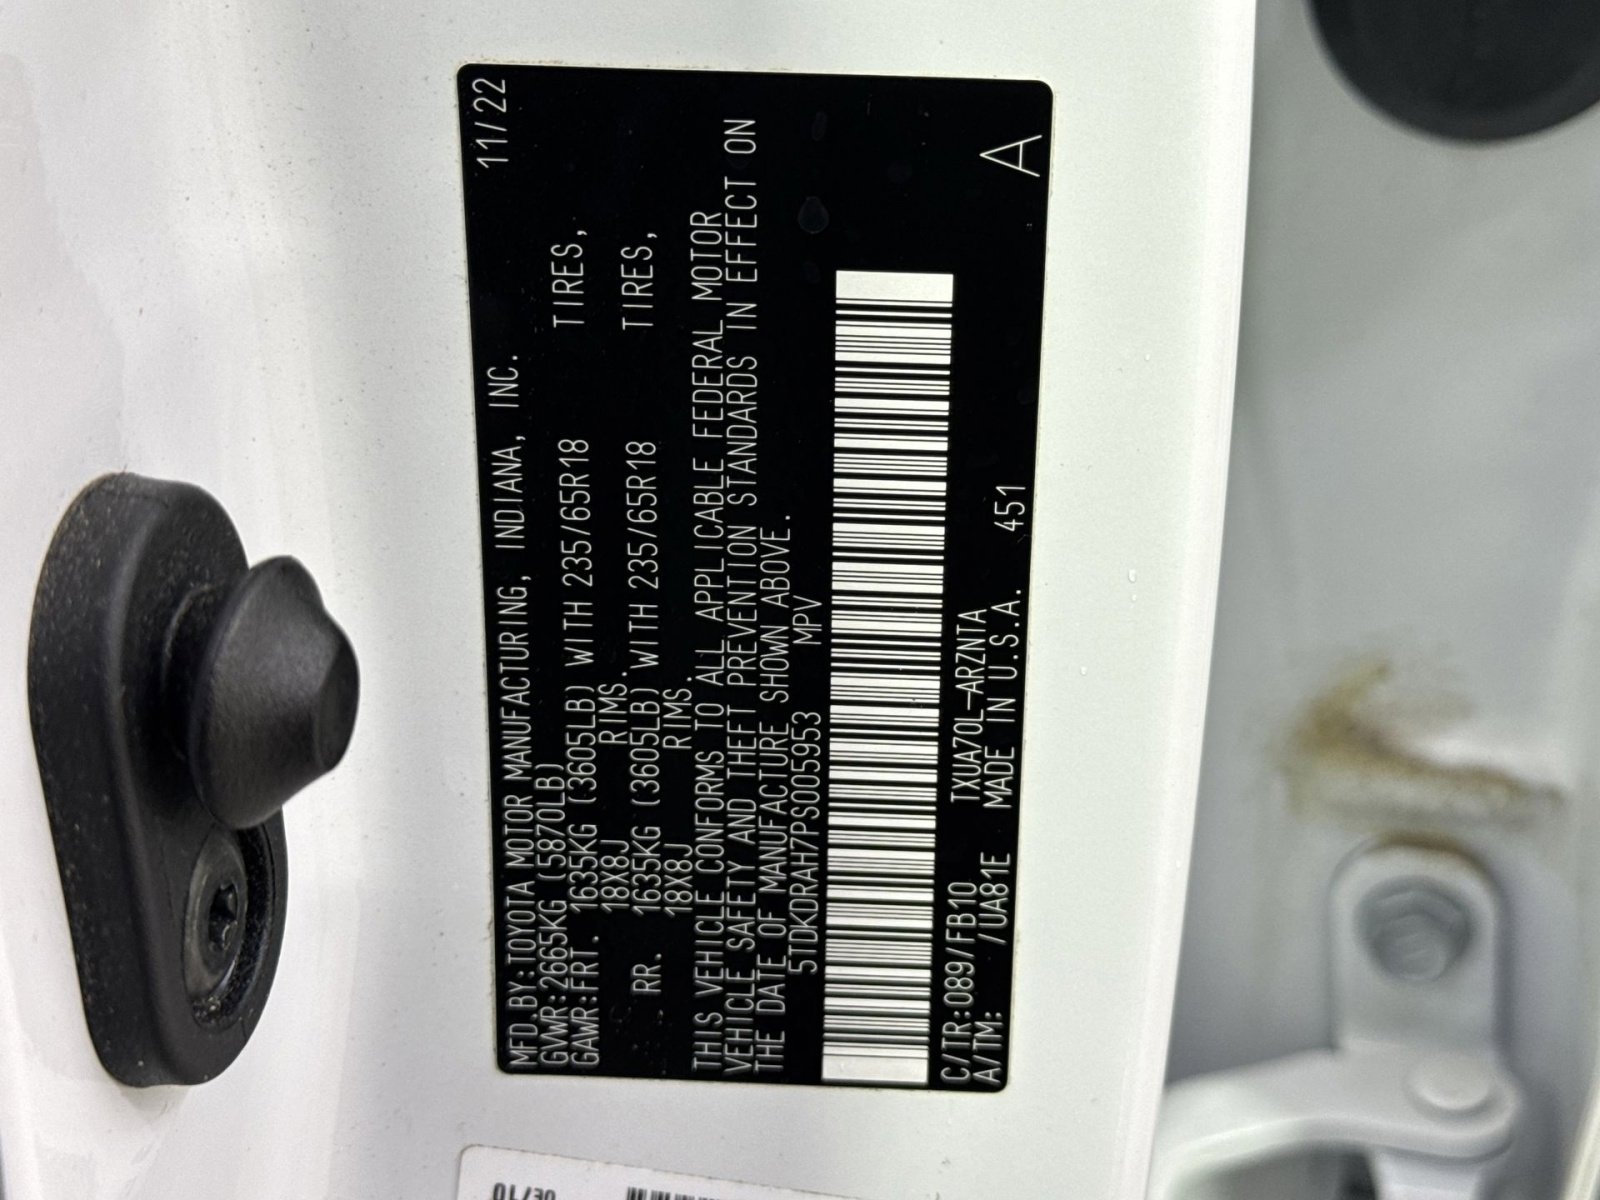 MFD.BY:TOYOTA MOTOR MANUFACTURING, INDIANA, INC. 11/22
GVWR:2665KG (5870LB)
GAWR:FRT. 1635KG (3605LB) WITH 235/65R18 TIRES,
18X8J RIMS.
RR. 1635KG (3605LB) WITH 235/65R18 TIRES,
18X8J RIMS.
THIS VEHICLE CONFORMS TO ALL APPLICABLE FEDERAL MOTOR
VEHICLE SAFETY AND THEFT PREVENTION STANDARDS IN EFFECT ON
THE DATE OF MANUFACTURE SHOWN ABOVE.
5TDKDRAH7PS005953 MPV
C/TR:089/FB10 TXUA70L-ARZNTA
A/TM: /UA81E MADE IN U.S.A. 451 A